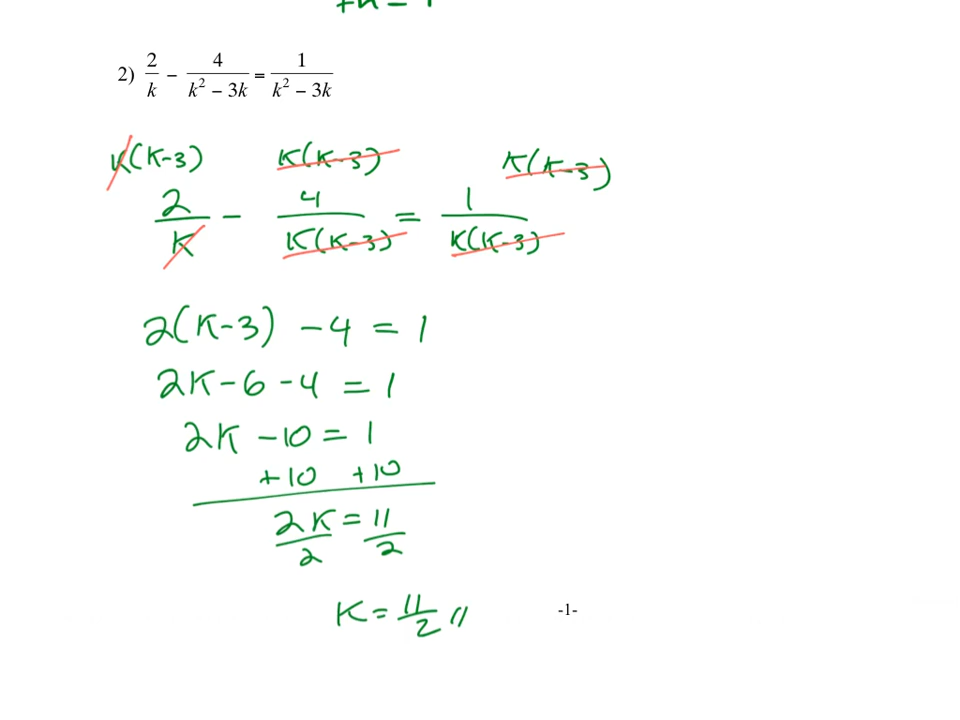 +n = 1
2) 2/k − 4/(k² − 3k) = 1/(k² − 3k)
K(K-3) K(K-3) K(K-3)
2/K − 4/(K(K-3)) = 1/(K(K-3))
2(K-3) -4 = 1
2K-6-4 = 1
2K -10 = 1
+10 +10
2K/2 = 11/2
K = 11/2 //
-1-